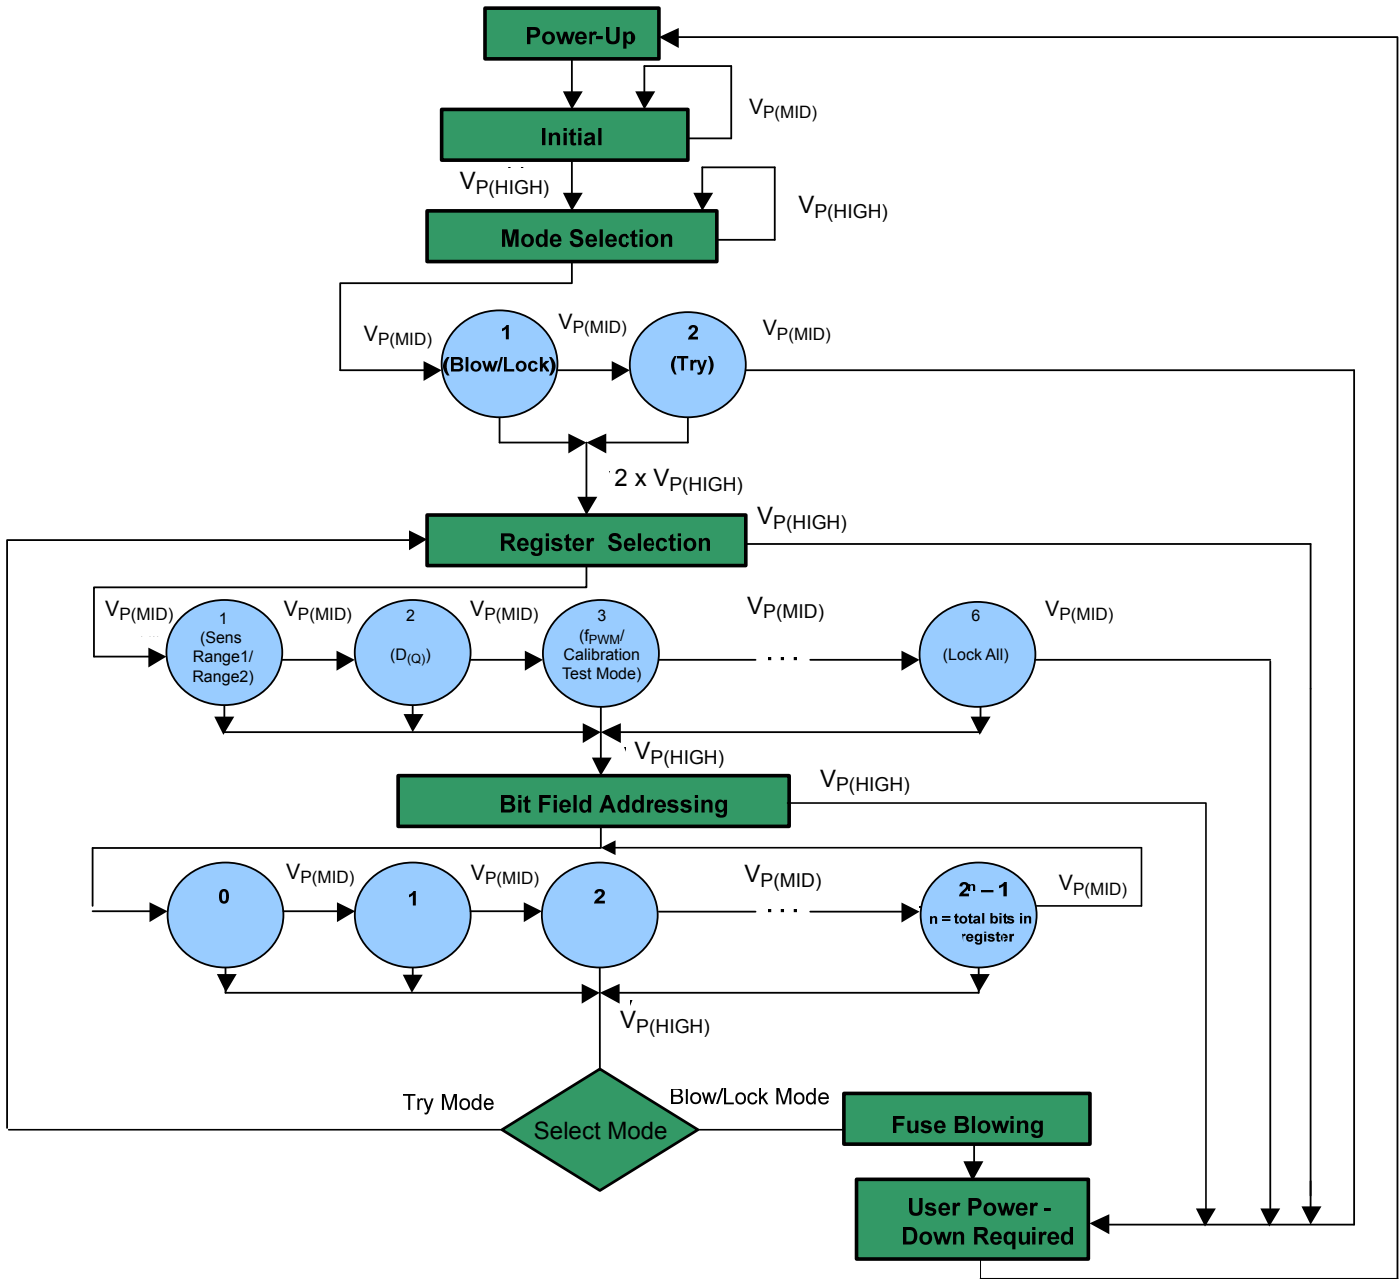 Power-Up
VP(MID)
Initial
VP(HIGH)
VP(HIGH)
Mode Selection
VP(MID)
1
(Blow/Lock)
VP(MID)
2
(Try)
VP(MID)
2 x VP(HIGH)
VP(HIGH)
Register Selection
VP(MID)
1
(Sens
Range1/
Range2)
VP(MID)
2
(D(Q))
VP(MID)
3
(fPWM/
Calibration
Test Mode)
VP(MID)
. . .
6
(Lock All)
VP(MID)
VP(HIGH)
VP(HIGH)
Bit Field Addressing
0
VP(MID)
1
VP(MID)
2
VP(MID)
. . .
2n – 1
n = total bits in
register
VP(MID)
VP(HIGH)
Try Mode
Select Mode
Blow/Lock Mode
Fuse Blowing
User Power -
Down Required